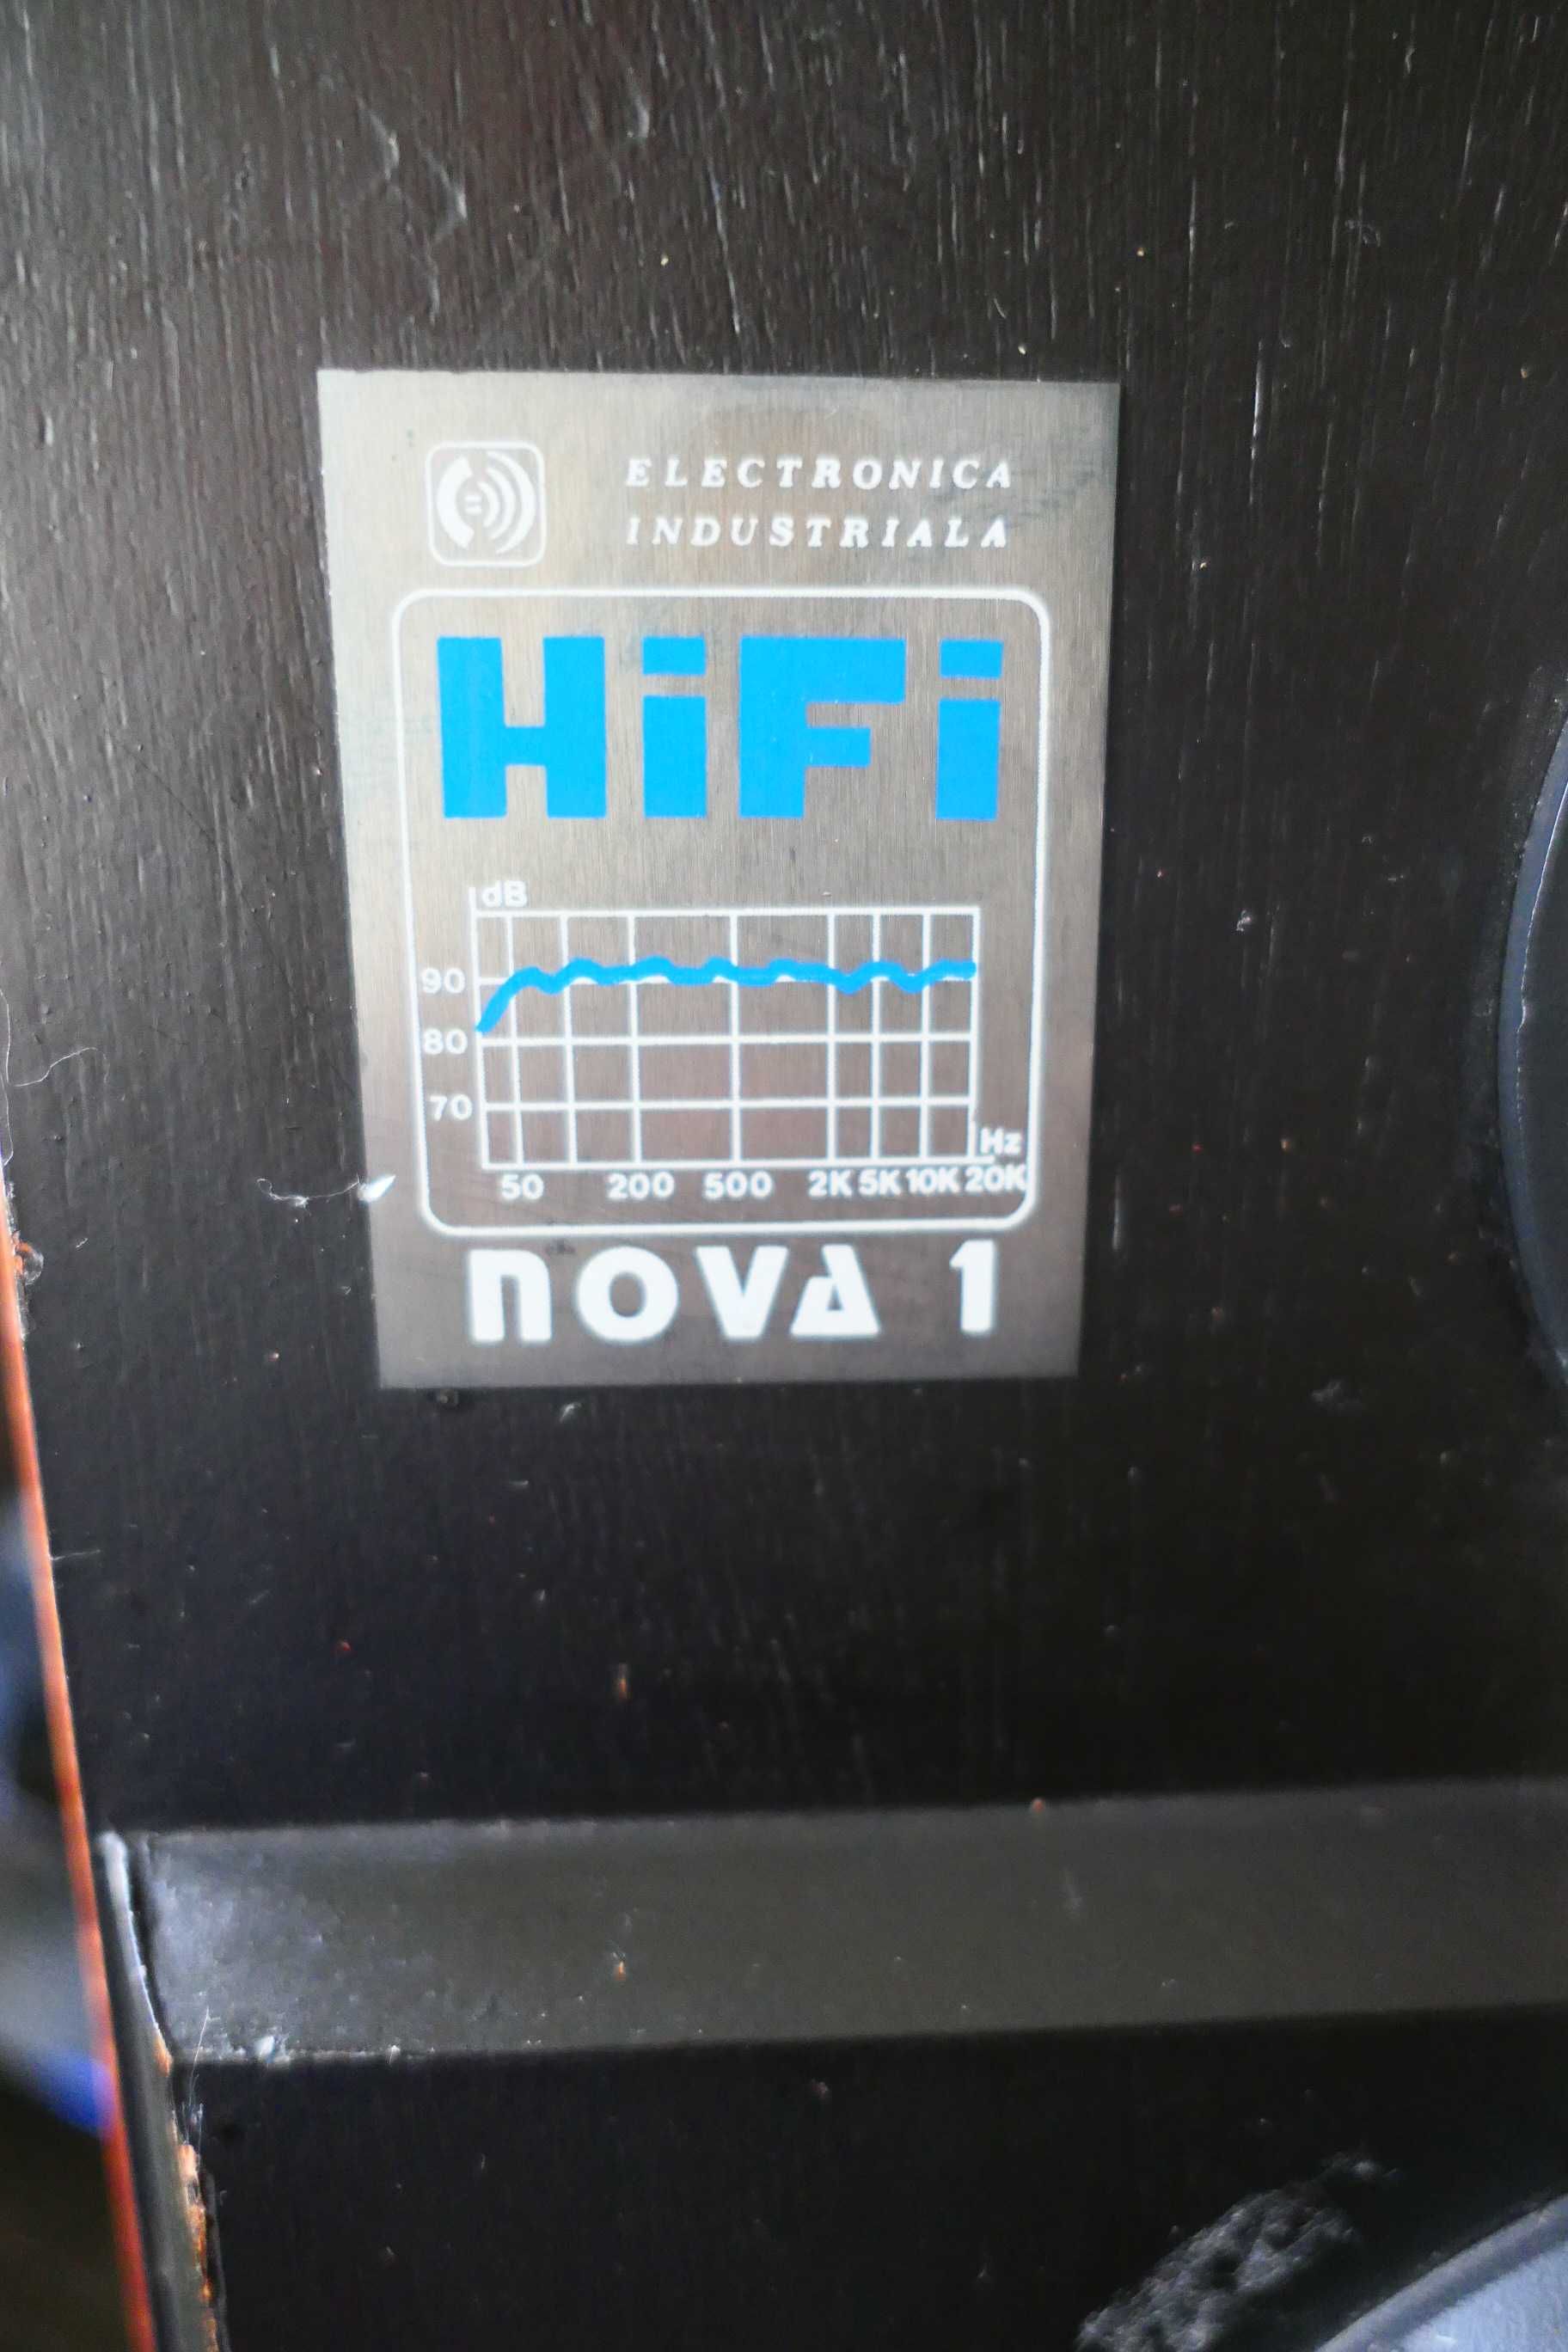 ELECTRONICA
INDUSTRIALA
HiFi
dB
90
80
70
Hz
50 200 500 2K 5K 10K 20K
NOVA 1